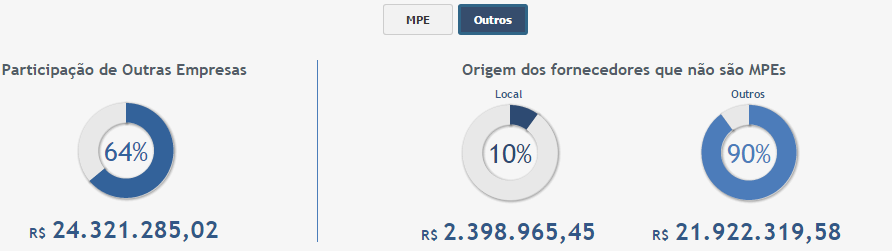 MPE
Outros
Participação de Outras Empresas
64%
R$ 24.321.285,02
Origem dos fornecedores que não são MPEs
Local
10%
R$ 2.398.965,45
Outros
90%
R$ 21.922.319,58